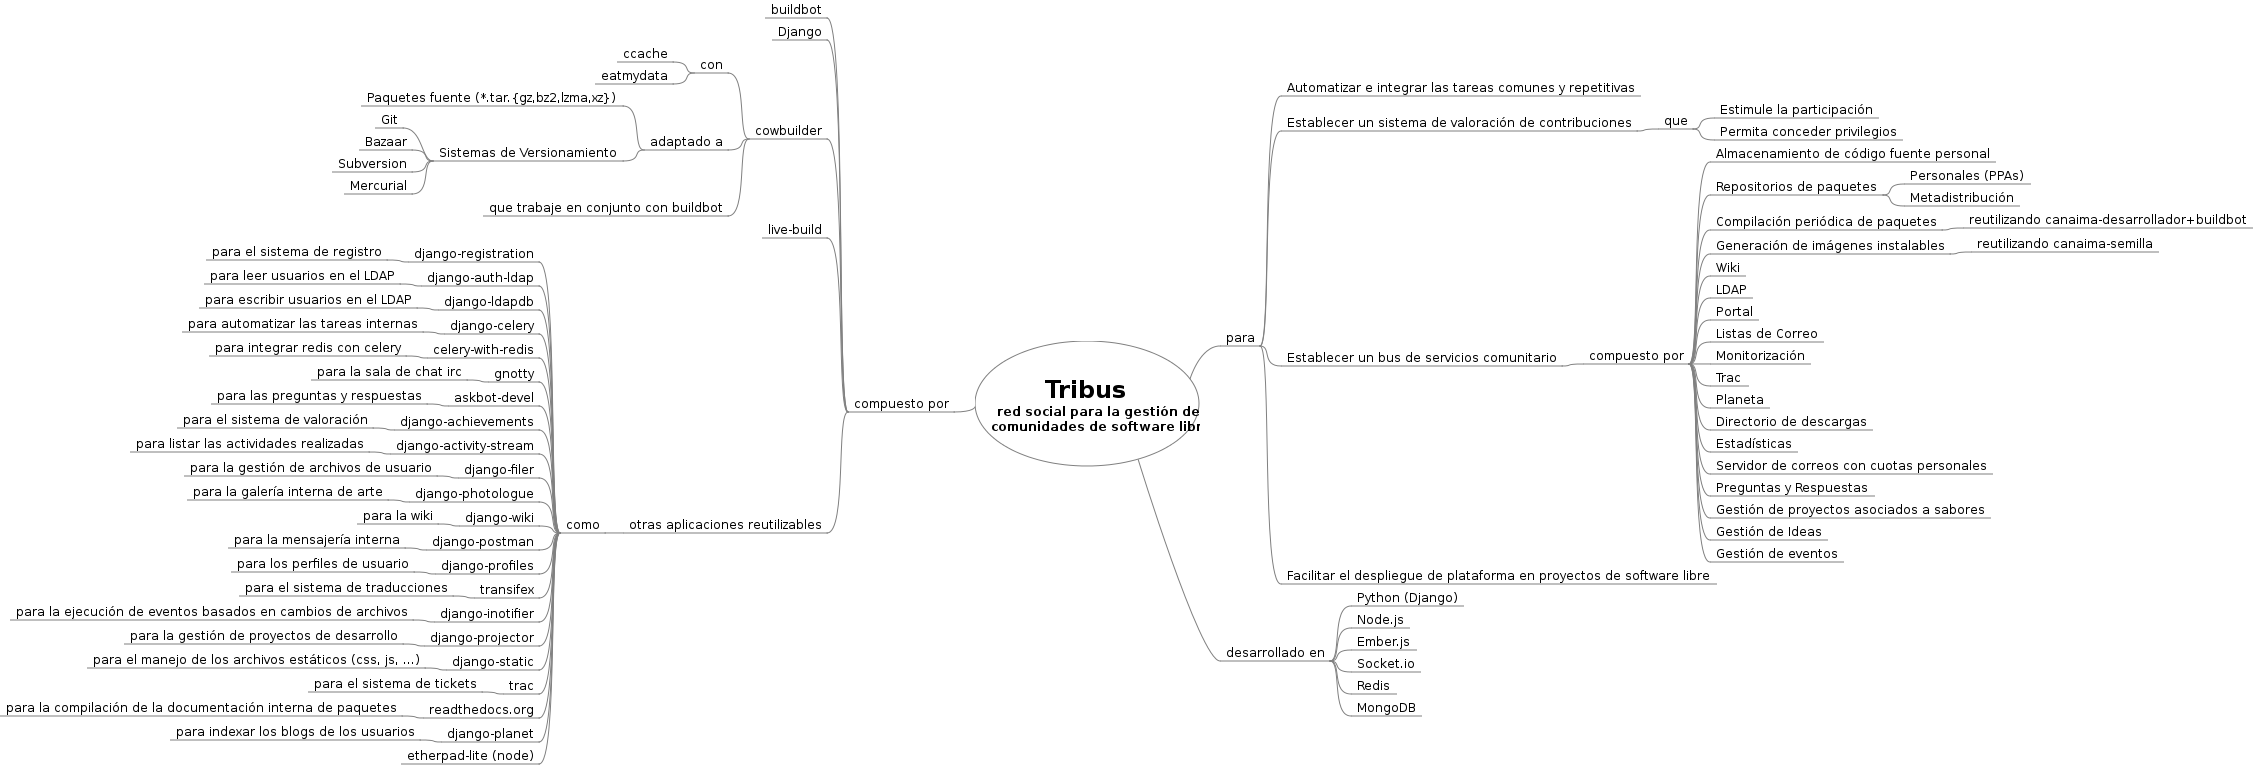 Tribus
red social para la gestión de
comunidades de software libr
compuesto por
buildbot
Django
cowbuilder
con
ccache
eatmydata
adaptado a
Paquetes fuente (*.tar.{gz,bz2,lzma,xz})
Sistemas de Versionamiento
Git
Bazaar
Subversion
Mercurial
que trabaje en conjunto con buildbot
live-build
otras aplicaciones reutilizables
como
django-registration
para el sistema de registro
django-auth-ldap
para leer usuarios en el LDAP
django-ldapdb
para escribir usuarios en el LDAP
django-celery
para automatizar las tareas internas
celery-with-redis
para integrar redis con celery
gnotty
para la sala de chat irc
askbot-devel
para las preguntas y respuestas
django-achievements
para el sistema de valoración
django-activity-stream
para listar las actividades realizadas
django-filer
para la gestión de archivos de usuario
django-photologue
para la galería interna de arte
django-wiki
para la wiki
django-postman
para la mensajería interna
django-profiles
para los perfiles de usuario
transifex
para el sistema de traducciones
django-inotifier
para la ejecución de eventos basados en cambios de archivos
django-projector
para la gestión de proyectos de desarrollo
django-static
para el manejo de los archivos estáticos (css, js, ...)
trac
para el sistema de tickets
readthedocs.org
para la compilación de la documentación interna de paquetes
django-planet
para indexar los blogs de los usuarios
etherpad-lite (node)
para
Automatizar e integrar las tareas comunes y repetitivas
Establecer un sistema de valoración de contribuciones
que
Estimule la participación
Permita conceder privilegios
Establecer un bus de servicios comunitario
compuesto por
Almacenamiento de código fuente personal
Repositorios de paquetes
Personales (PPAs)
Metadistribución
Compilación periódica de paquetes
reutilizando canaima-desarrollador+buildbot
Generación de imágenes instalables
reutilizando canaima-semilla
Wiki
LDAP
Portal
Listas de Correo
Monitorización
Trac
Planeta
Directorio de descargas
Estadísticas
Servidor de correos con cuotas personales
Preguntas y Respuestas
Gestión de proyectos asociados a sabores
Gestión de Ideas
Gestión de eventos
Facilitar el despliegue de plataforma en proyectos de software libre
desarrollado en
Python (Django)
Node.js
Ember.js
Socket.io
Redis
MongoDB